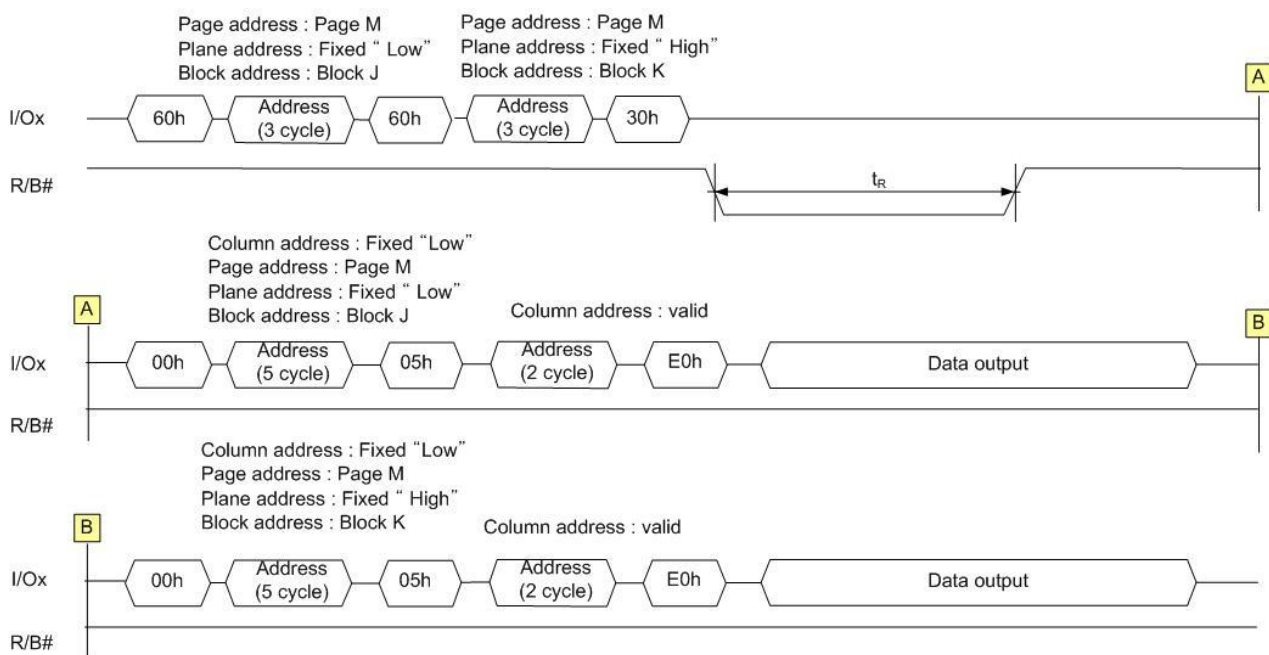 Page address : Page M
Plane address : Fixed “ Low”
Block address : Block J
Page address : Page M
Plane address : Fixed “ High”
Block address : Block K
A
I/Ox
60h
Address
(3 cycle)
60h
Address
(3 cycle)
30h
R/B#
tR
Column address : Fixed “Low”
Page address : Page M
Plane address : Fixed “ Low”
Block address : Block J
Column address : valid
A
B
I/Ox
00h
Address
(5 cycle)
05h
Address
(2 cycle)
E0h
Data output
R/B#
Column address : Fixed “Low”
Page address : Page M
Plane address : Fixed “ High”
Block address : Block K
Column address : valid
B
I/Ox
00h
Address
(5 cycle)
05h
Address
(2 cycle)
E0h
Data output
R/B#